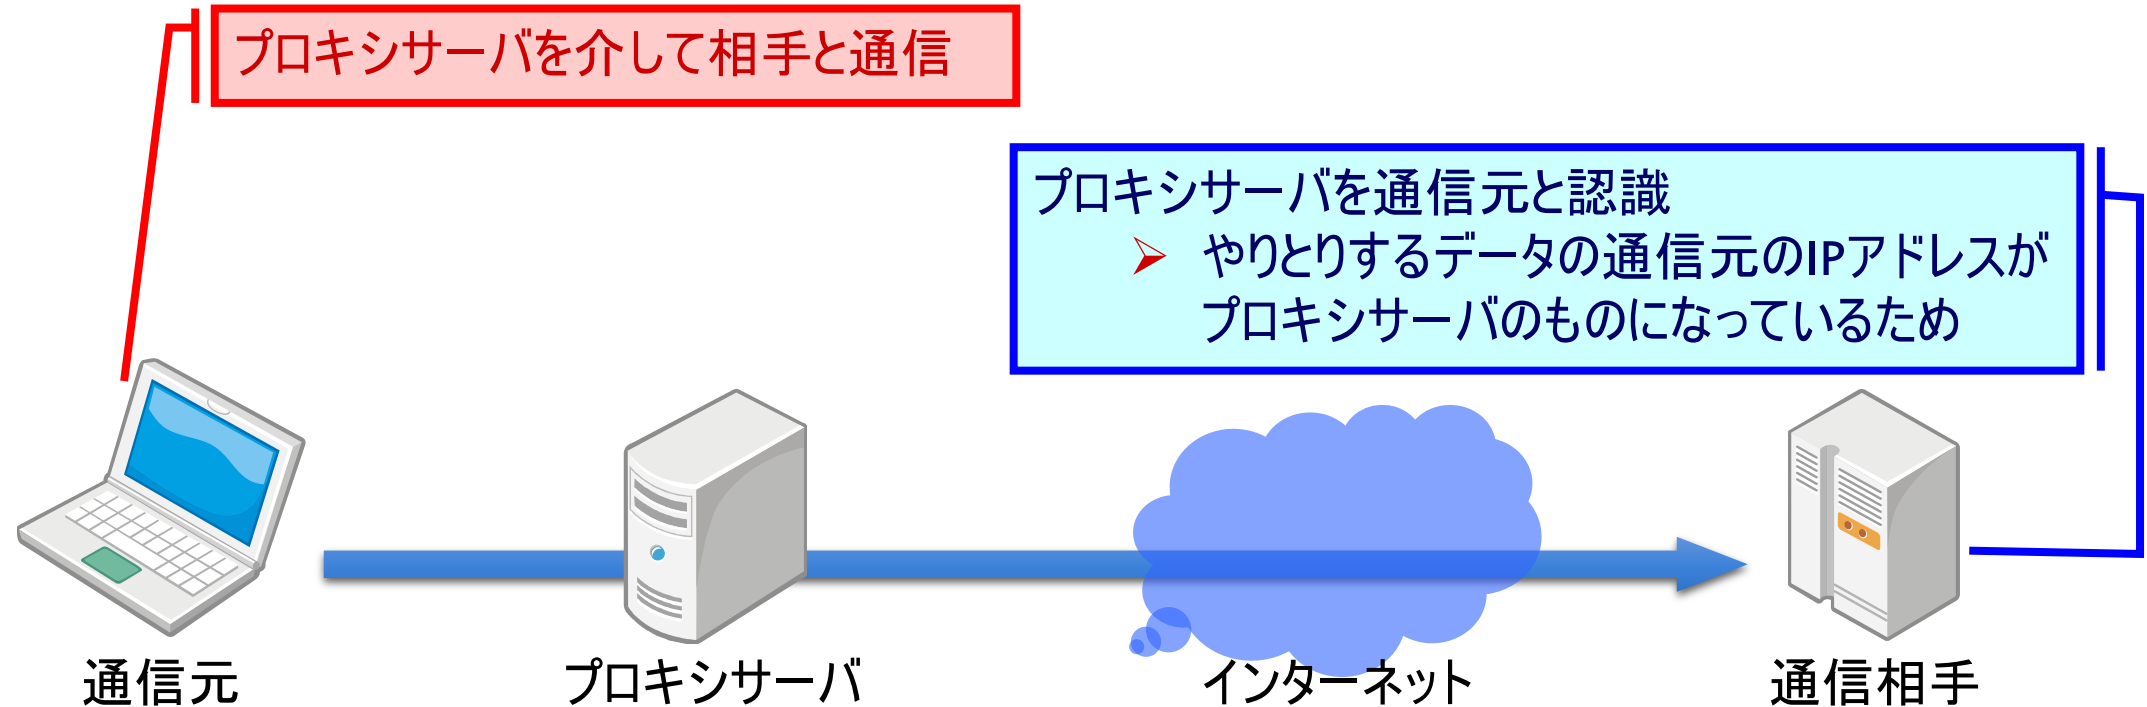 プロキシサーバを介して相手と通信
プロキシサーバを通信元と認識
やりとりするデータの通信元のIPアドレスが
プロキシサーバのものになっているため
通信元
プロキシサーバ
インターネット
通信相手